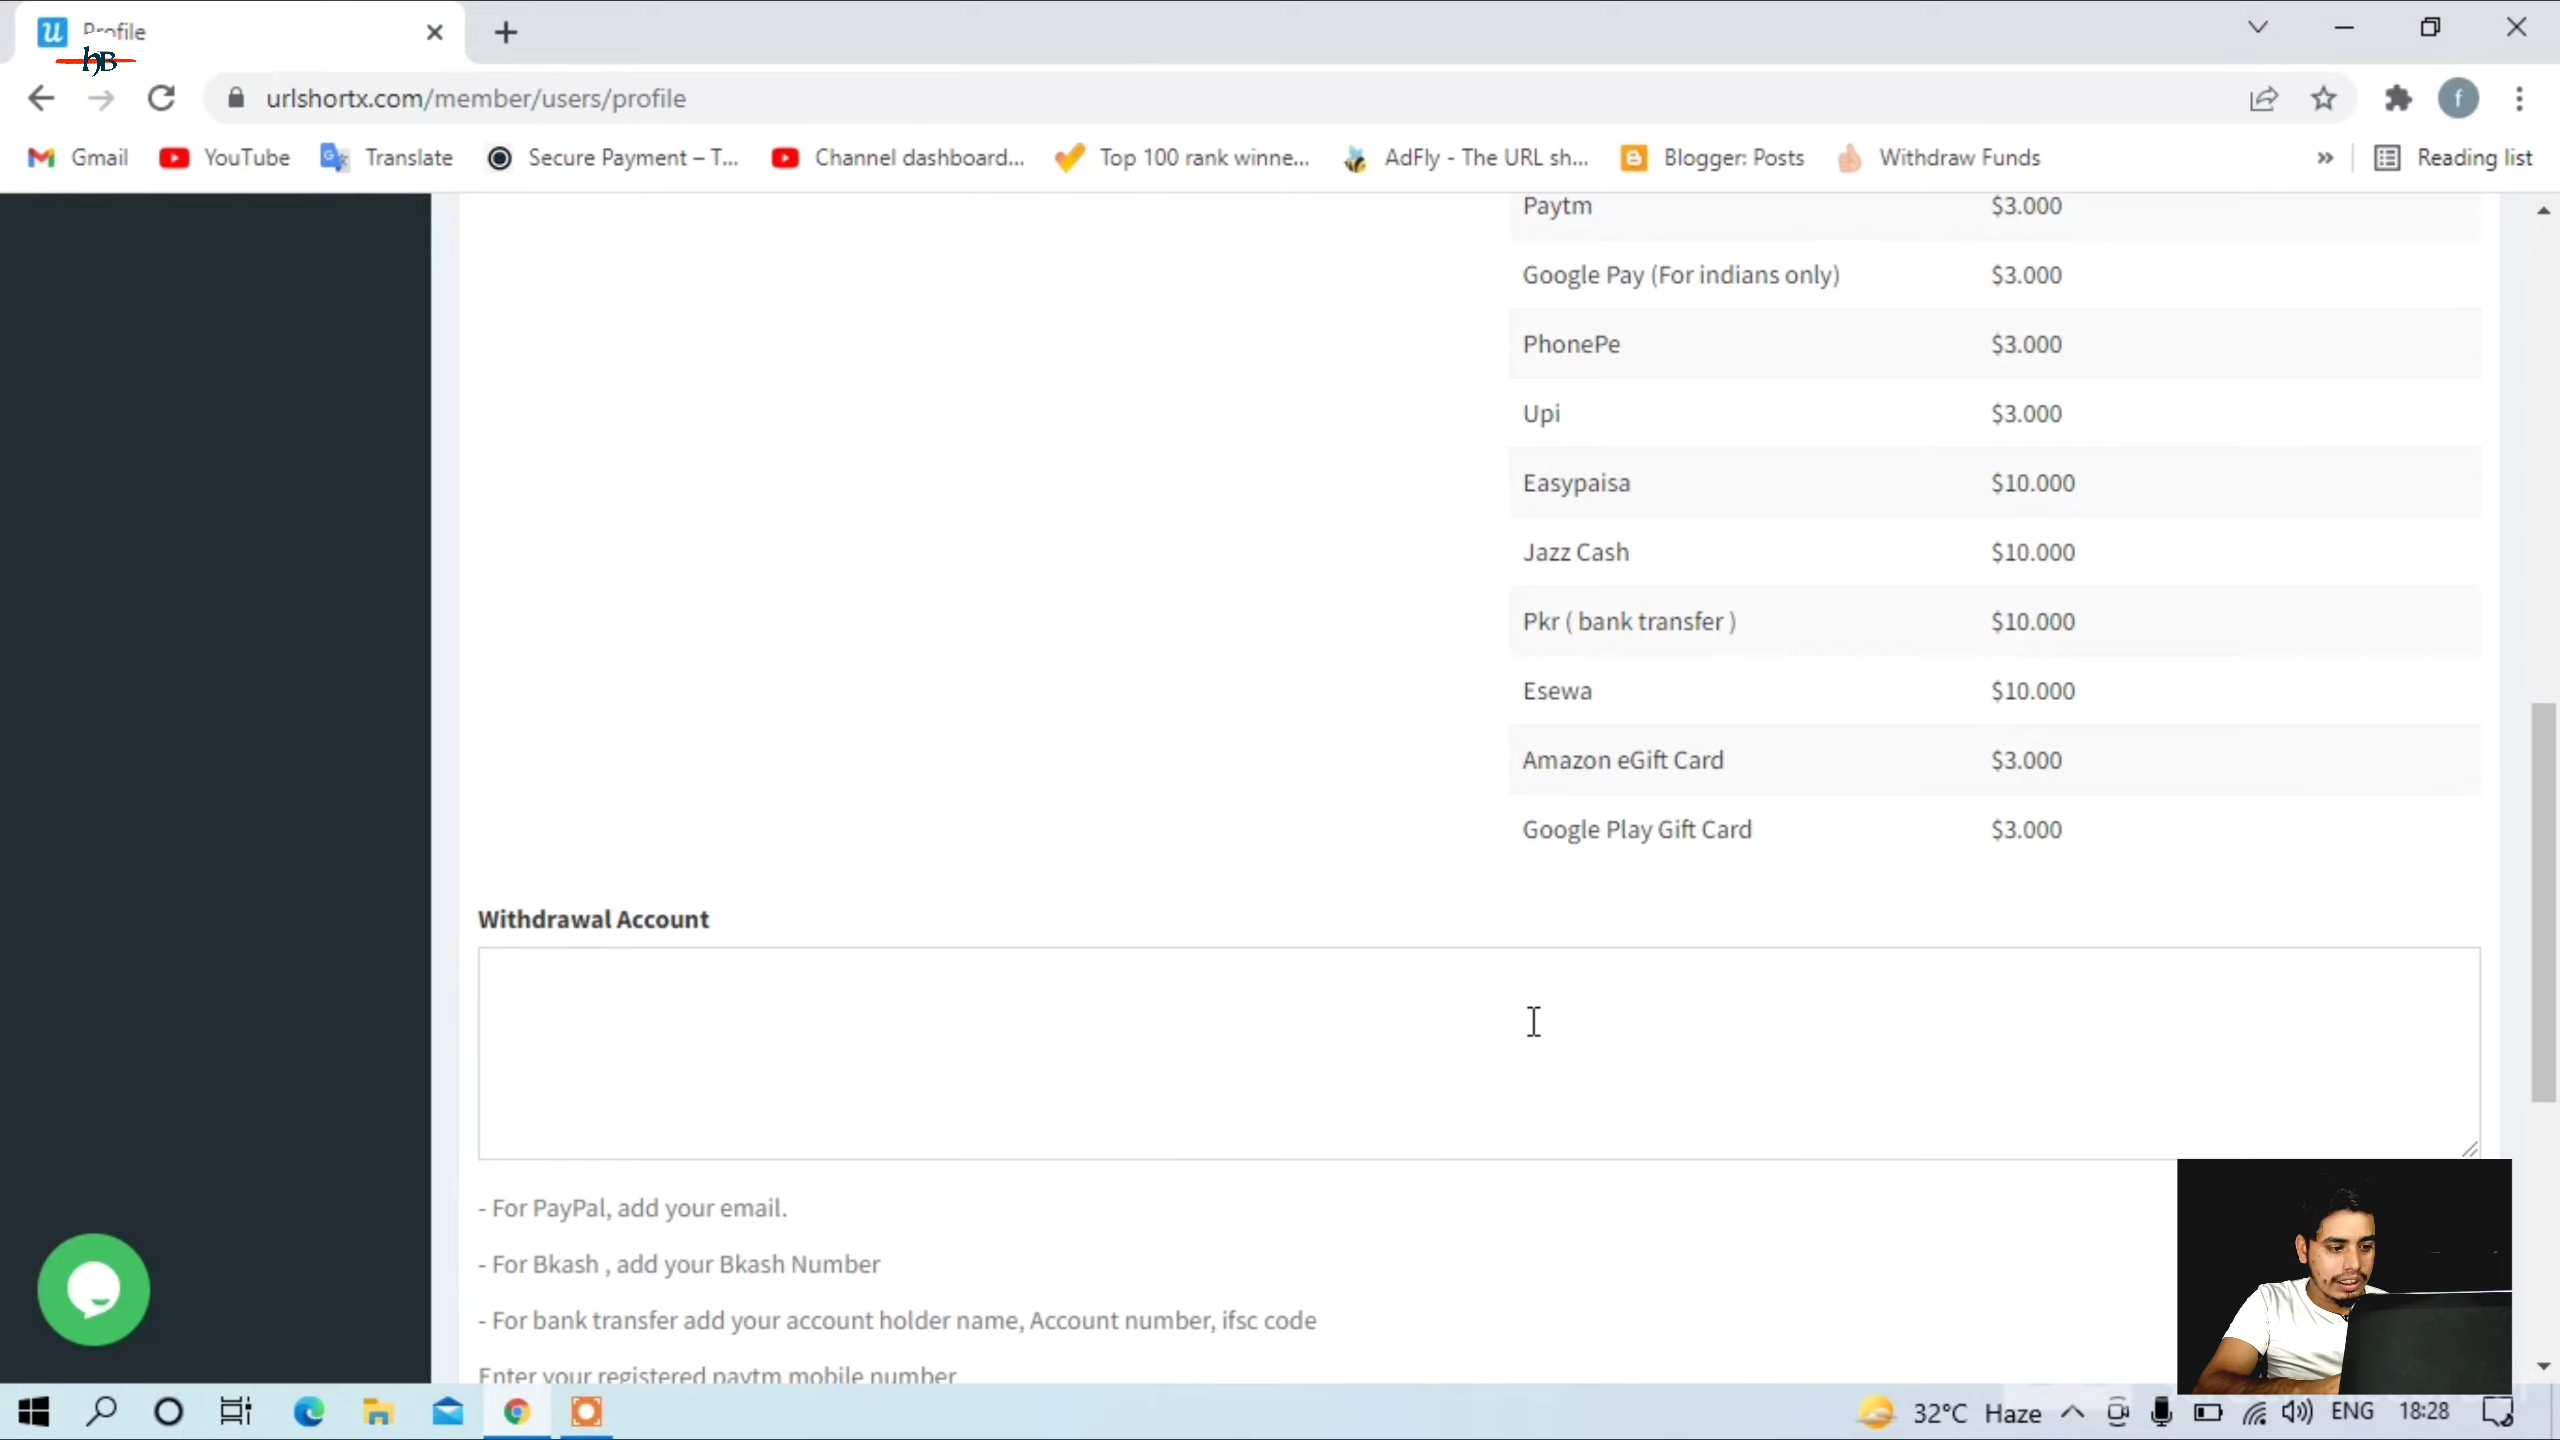 Profile
hB
urlshortx.com/member/users/profile
f
Gmail YouTube Translate Secure Payment – T... Channel dashboard... Top 100 rank winne... AdFly - The URL sh... Blogger: Posts Withdraw Funds » Reading list
Paytm $3.000
Google Pay (For indians only) $3.000
PhonePe $3.000
Upi $3.000
Easypaisa $10.000
Jazz Cash $10.000
Pkr ( bank transfer ) $10.000
Esewa $10.000
Amazon eGift Card $3.000
Google Play Gift Card $3.000
Withdrawal Account
- For PayPal, add your email.
- For Bkash , add your Bkash Number
- For bank transfer add your account holder name, Account number, ifsc code
Enter your registered paytm mobile number
32°C Haze ENG 18:28